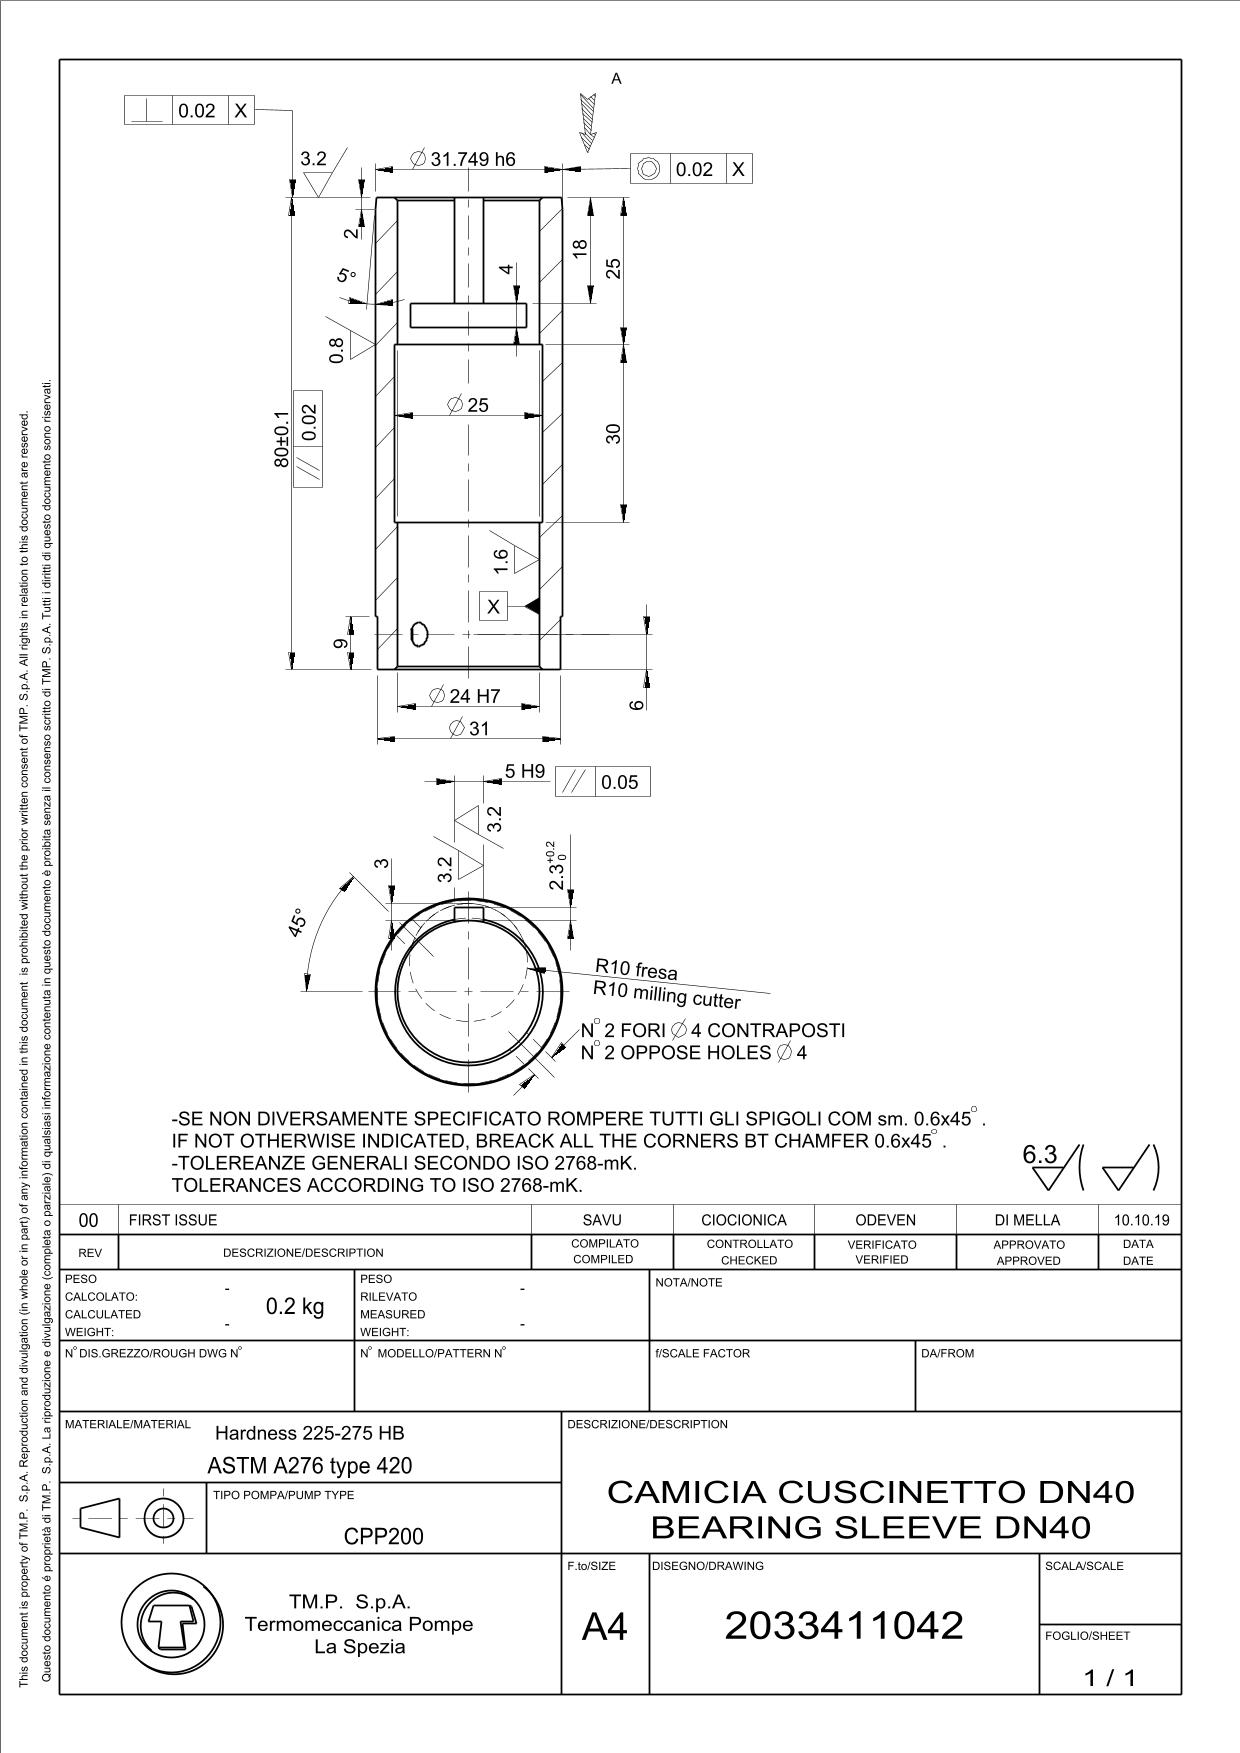 A
⊥ 0.02 X
3.2
Ø 31.749 h6
◎ 0.02 X
2
5°
4
18
25
0.8
Ø 25
80±0.1
// 0.02
30
1.6
X
9
6
Ø 24 H7
Ø 31
5 H9
// 0.05
3.2
3.2
3
2.3 +0.2 0
45°
R10 fresa
R10 milling cutter
N° 2 FORI Ø 4 CONTRAPOSTI
N° 2 OPPOSE HOLES Ø 4
-SE NON DIVERSAMENTE SPECIFICATO ROMPERE TUTTI GLI SPIGOLI COM sm. 0.6x45°.
IF NOT OTHERWISE INDICATED, BREACK ALL THE CORNERS BT CHAMFER 0.6x45°.
-TOLEREANZE GENERALI SECONDO ISO 2768-mK.
TOLERANCES ACCORDING TO ISO 2768-mK.
6.3
This document is property of TM.P. S.p.A. Reproduction and divulgation (in whole or in part) of any information contained in this document is prohibited without the prior written consent of TMP. S.p.A. All rights in relation to this document are reserved.
Questo documento è proprietà di TM.P. S.p.A. La riproduzione e divulgazione (completa o parziale) di qualsiasi informazione contenuta in questo documento è proibita senza il consenso scritto di TMP. S.p.A. Tutti i diritti di questo documento sono riservati.
00 FIRST ISSUE SAVU CIOCIONICA ODEVEN DI MELLA 10.10.19
REV DESCRIZIONE/DESCRIPTION COMPILATO CONTROLLATO VERIFICATO APPROVATO DATA
COMPILED CHECKED VERIFIED APPROVED DATE
PESO
CALCOLATO: -
CALCULATED
WEIGHT: -
0.2 kg
PESO
RILEVATO -
MEASURED
WEIGHT: -
NOTA/NOTE
N° DIS.GREZZO/ROUGH DWG N°
N° MODELLO/PATTERN N°
f/SCALE FACTOR
DA/FROM
MATERIALE/MATERIAL
Hardness 225-275 HB
ASTM A276 type 420
DESCRIZIONE/DESCRIPTION
CAMICIA CUSCINETTO DN40
BEARING SLEEVE DN40
TIPO POMPA/PUMP TYPE
CPP200
TM.P. S.p.A.
Termomeccanica Pompe
La Spezia
F.to/SIZE
A4
DISEGNO/DRAWING
2033411042
SCALA/SCALE
FOGLIO/SHEET
1 / 1